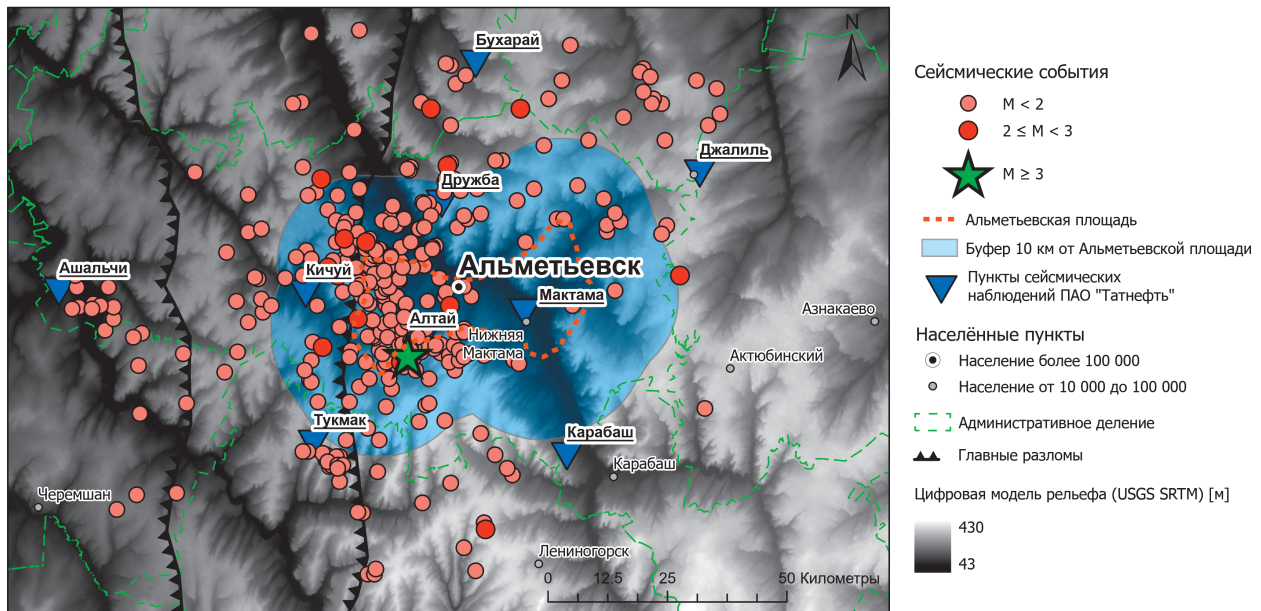 Бухарай
N
Джалиль
Дружба
Ашальчи
Кичуй
Альметьевск
Мактама
Алтай
Нижняя
Мактама
Азнакаево
Актюбинский
Тукмак
Карабаш
Карабаш
Черемшан
Лениногорск
0 12.5 25 50 Километры
Сейсмические события
M < 2
2 ≤ M < 3
M ≥ 3
Альметьевская площадь
Буфер 10 км от Альметьевской площади
Пункты сейсмических
наблюдений ПАО "Татнефть"
Населённые пункты
Население более 100 000
Население от 10 000 до 100 000
Административное деление
Главные разломы
Цифровая модель рельефа (USGS SRTM) [м]
430
43